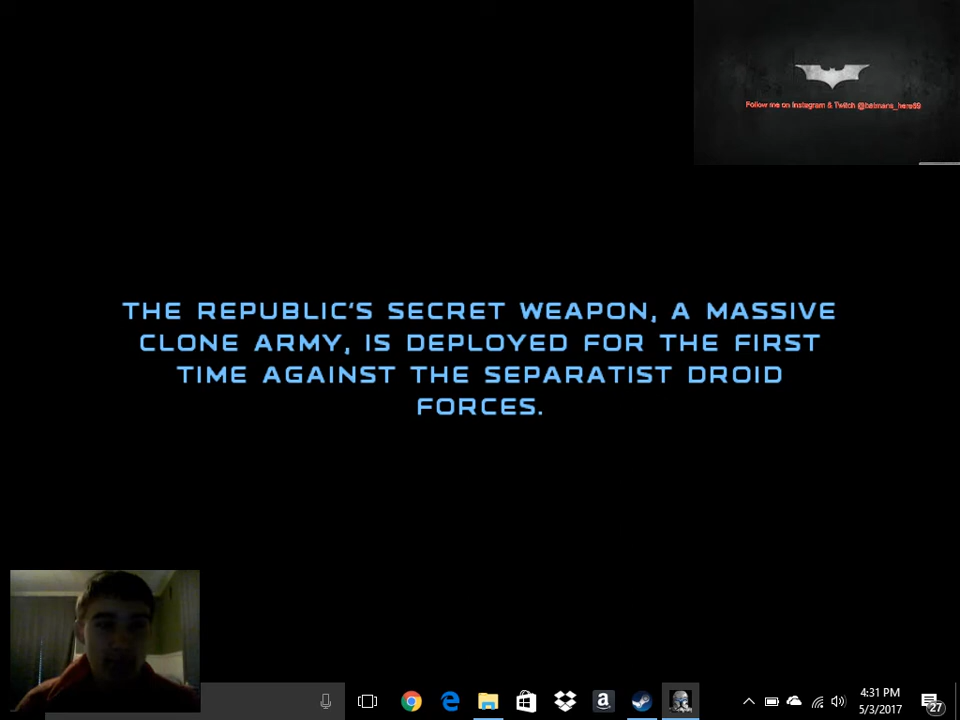 Follow me on Instagram & Twitch @batmans_here69
THE REPUBLIC'S SECRET WEAPON, A MASSIVE
CLONE ARMY, IS DEPLOYED FOR THE FIRST
TIME AGAINST THE SEPARATIST DROID
FORCES.
4:31 PM
5/3/2017
27